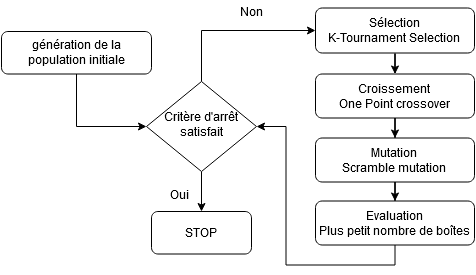 génération de la
population initiale
Non
Critère d'arrêt
satisfait
Oui
STOP
Sélection
K-Tournament Selection
Croissement
One Point crossover
Mutation
Scramble mutation
Evaluation
Plus petit nombre de boîtes